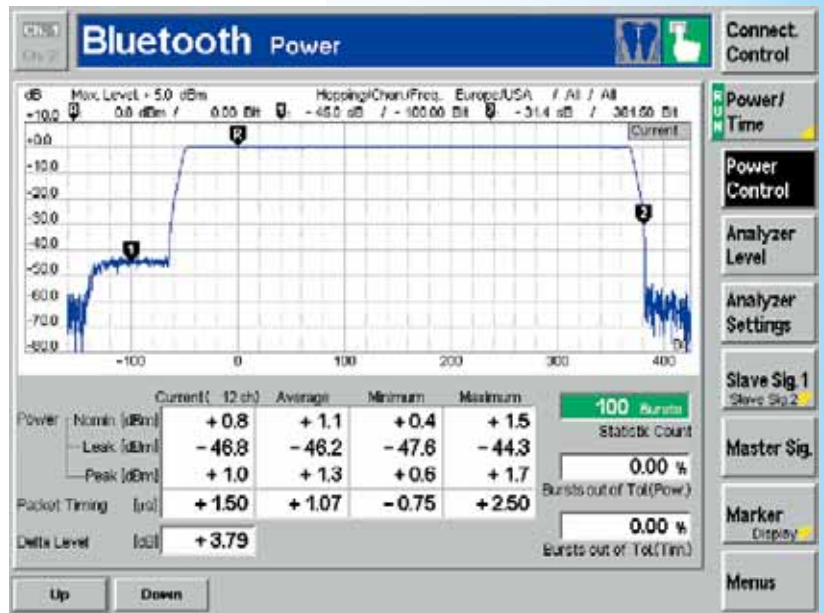 Bluetooth Power
Connect.
Control
dB Max. Level + 5.0 dBm Hopping/Chan./Freq. Europe/USA / All / All
+10.0 R 0.8 dBm / 0.00 Bit 1 : -45.0 dB / -100.00 Bit 2 : -31.4 dB / 381.50 Bit
Current
R
+0.0
-10.0
-20.0
-30.0
-40.0
-50.0
-60.0
-70.0
-80.0
1
2
-100 0 100 200 300 400
RUN
Power/
Time
Power
Control
Analyzer
Level
Analyzer
Settings
Slave Sig.1
Slave Sig.2
Master Sig.
Marker
Display
Menus
Current( 12 ch) Average Minimum Maximum
Power Nomin. [dBm] + 0.8 + 1.1 + 0.4 + 1.5
Leak [dBm] - 46.8 - 46.2 - 47.6 - 44.3
Peak [dBm] + 1.0 + 1.3 + 0.6 + 1.7
Packet Timing [µs] + 1.50 + 1.07 - 0.75 + 2.50
Delta Level [dB] + 3.79
100 Bursts
Statistic Count
0.00 %
Bursts out of Tol.(Pow.)
0.00 %
Bursts out of Tol.(Tim.)
Up Down